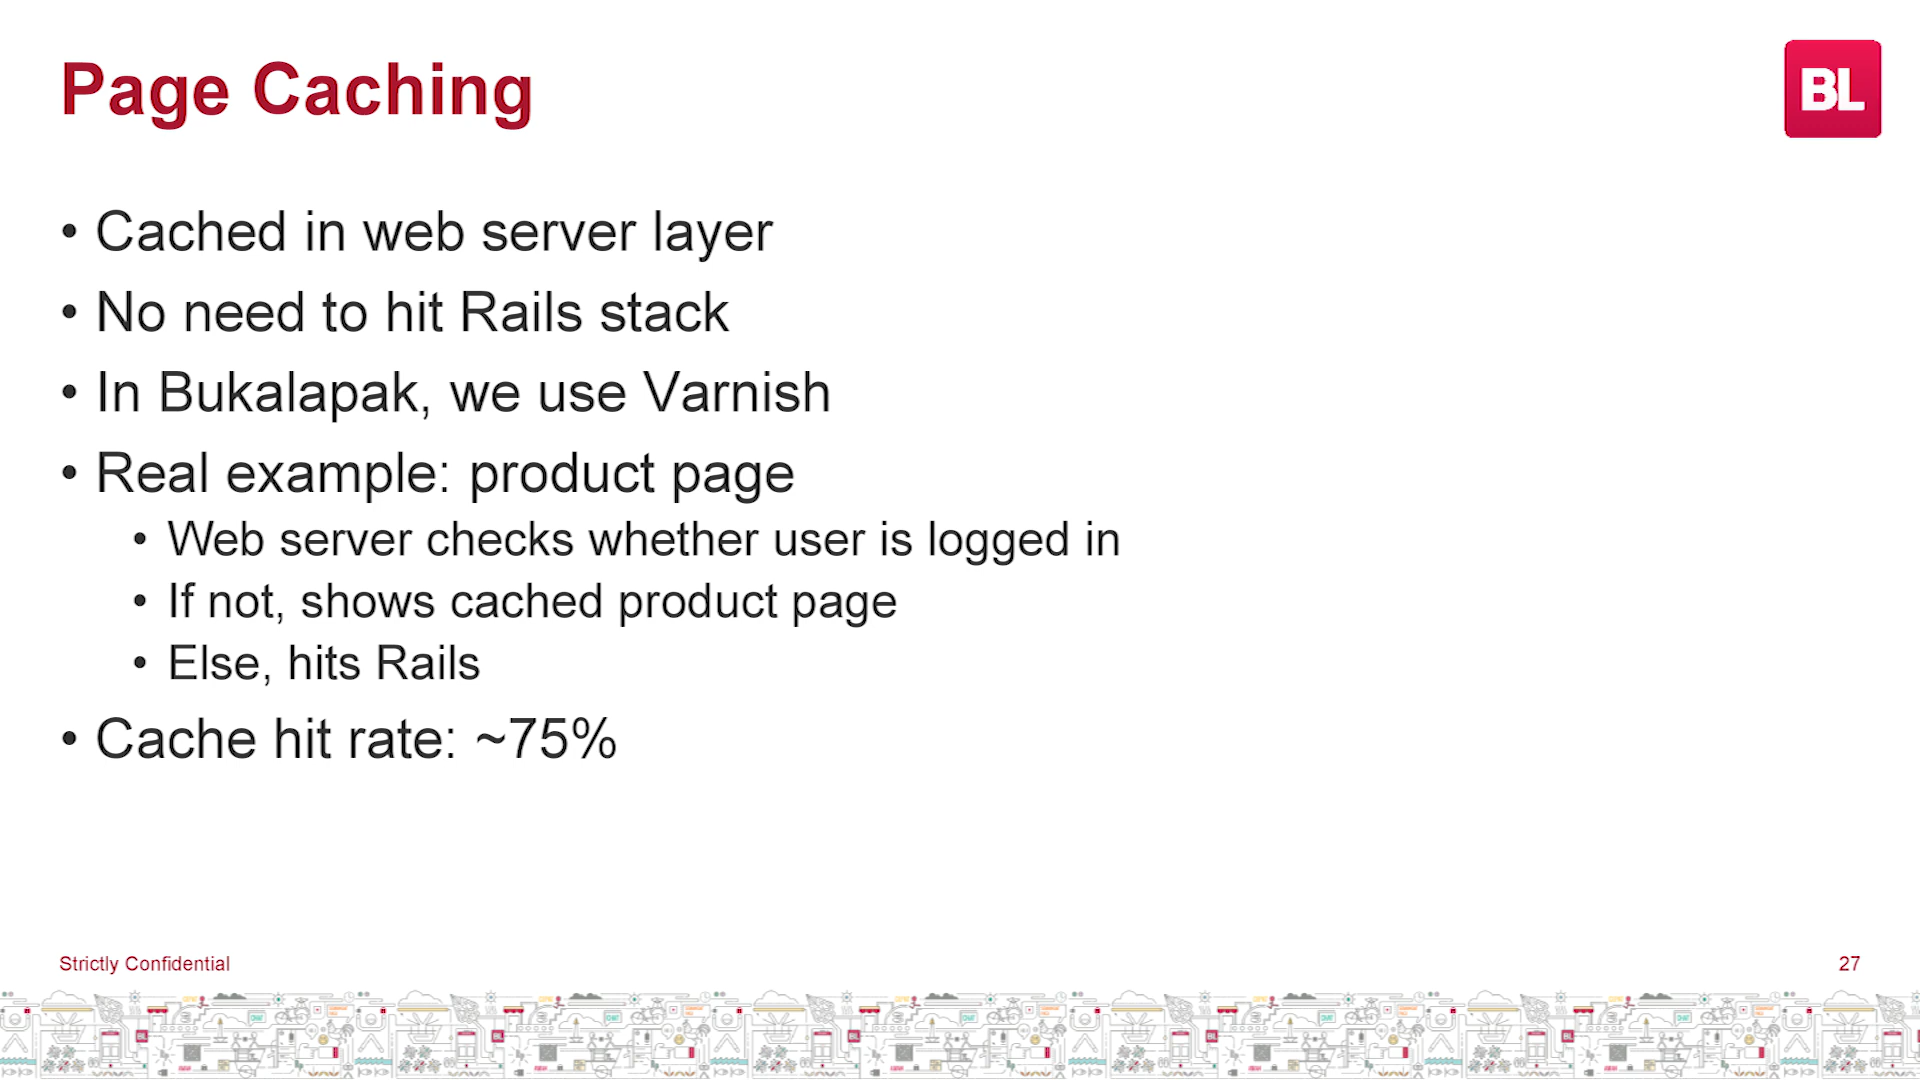 Page Caching
BL
• Cached in web server layer
• No need to hit Rails stack
• In Bukalapak, we use Varnish
• Real example: product page
• Web server checks whether user is logged in
• If not, shows cached product page
• Else, hits Rails
• Cache hit rate: ~75%
Strictly Confidential
27